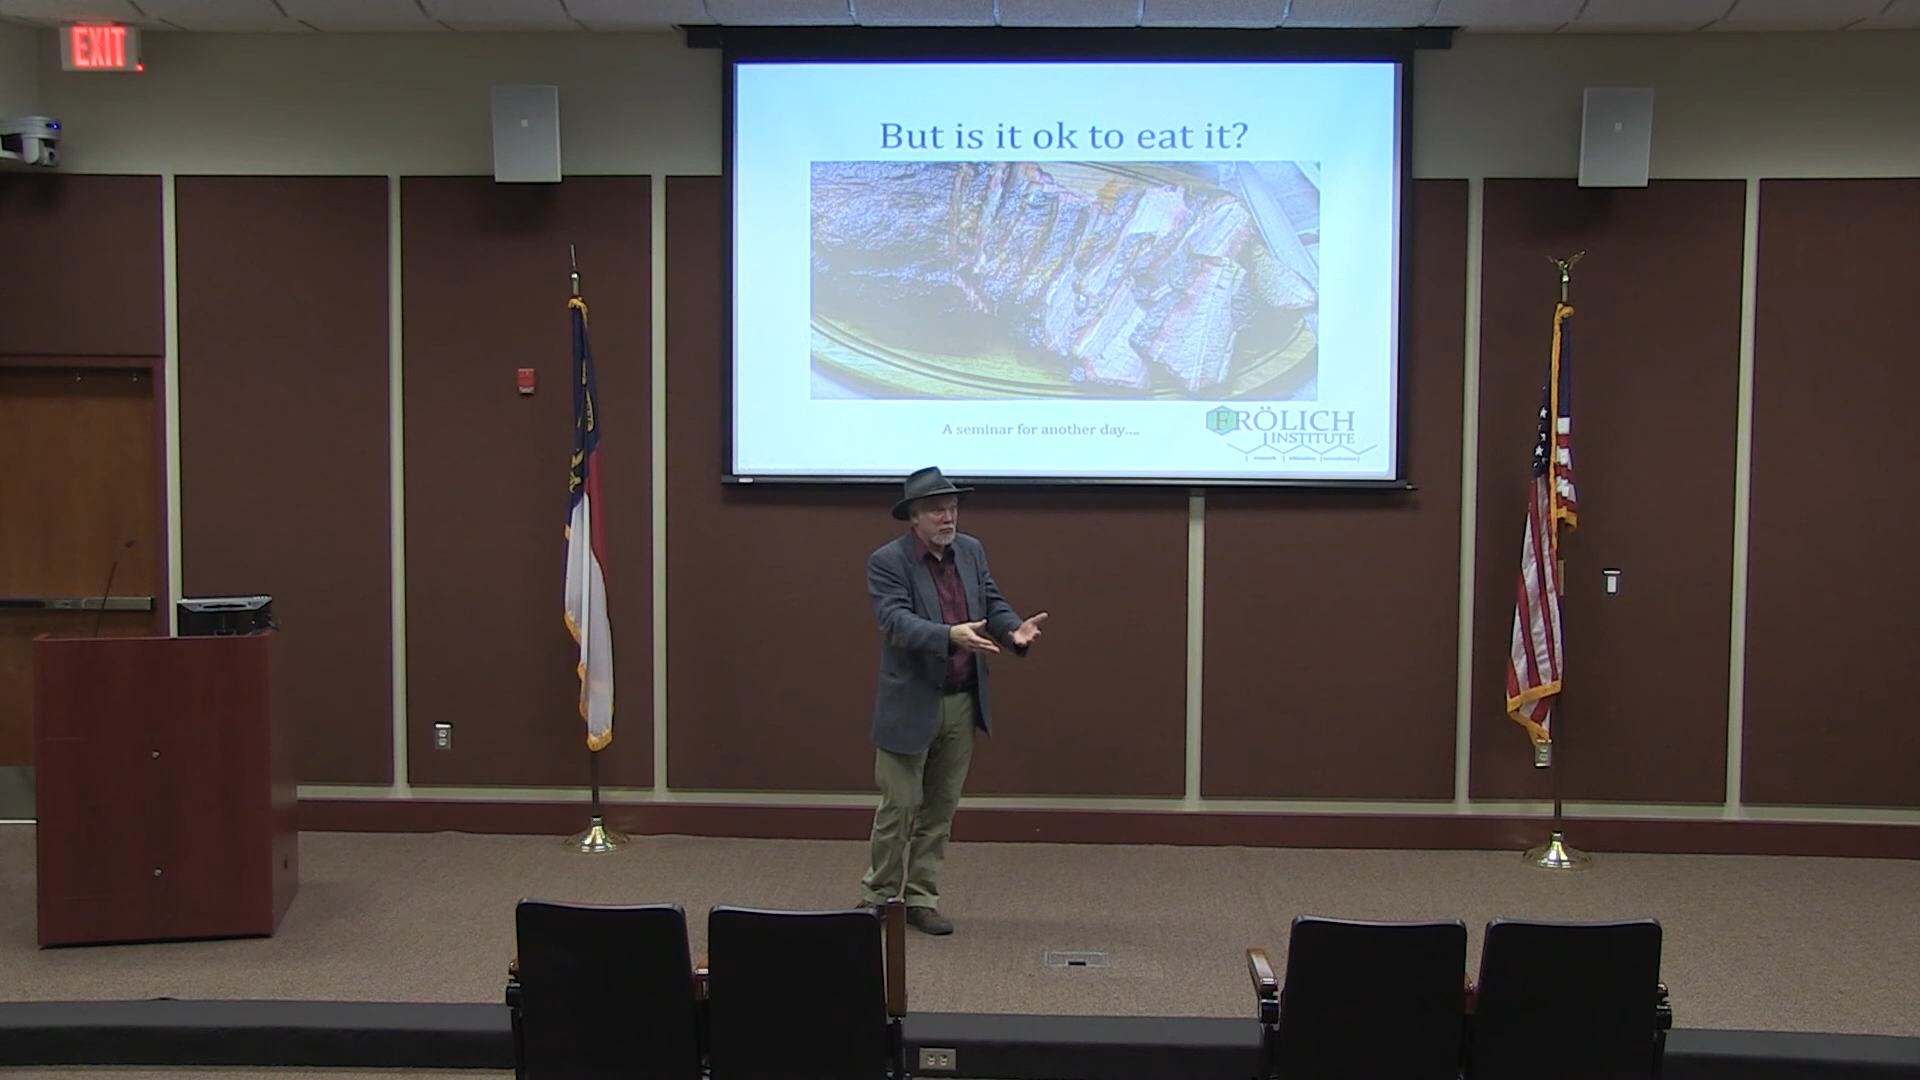 EXIT
But is it ok to eat it?
A seminar for another day....
FRÖLICH
INSTITUTE